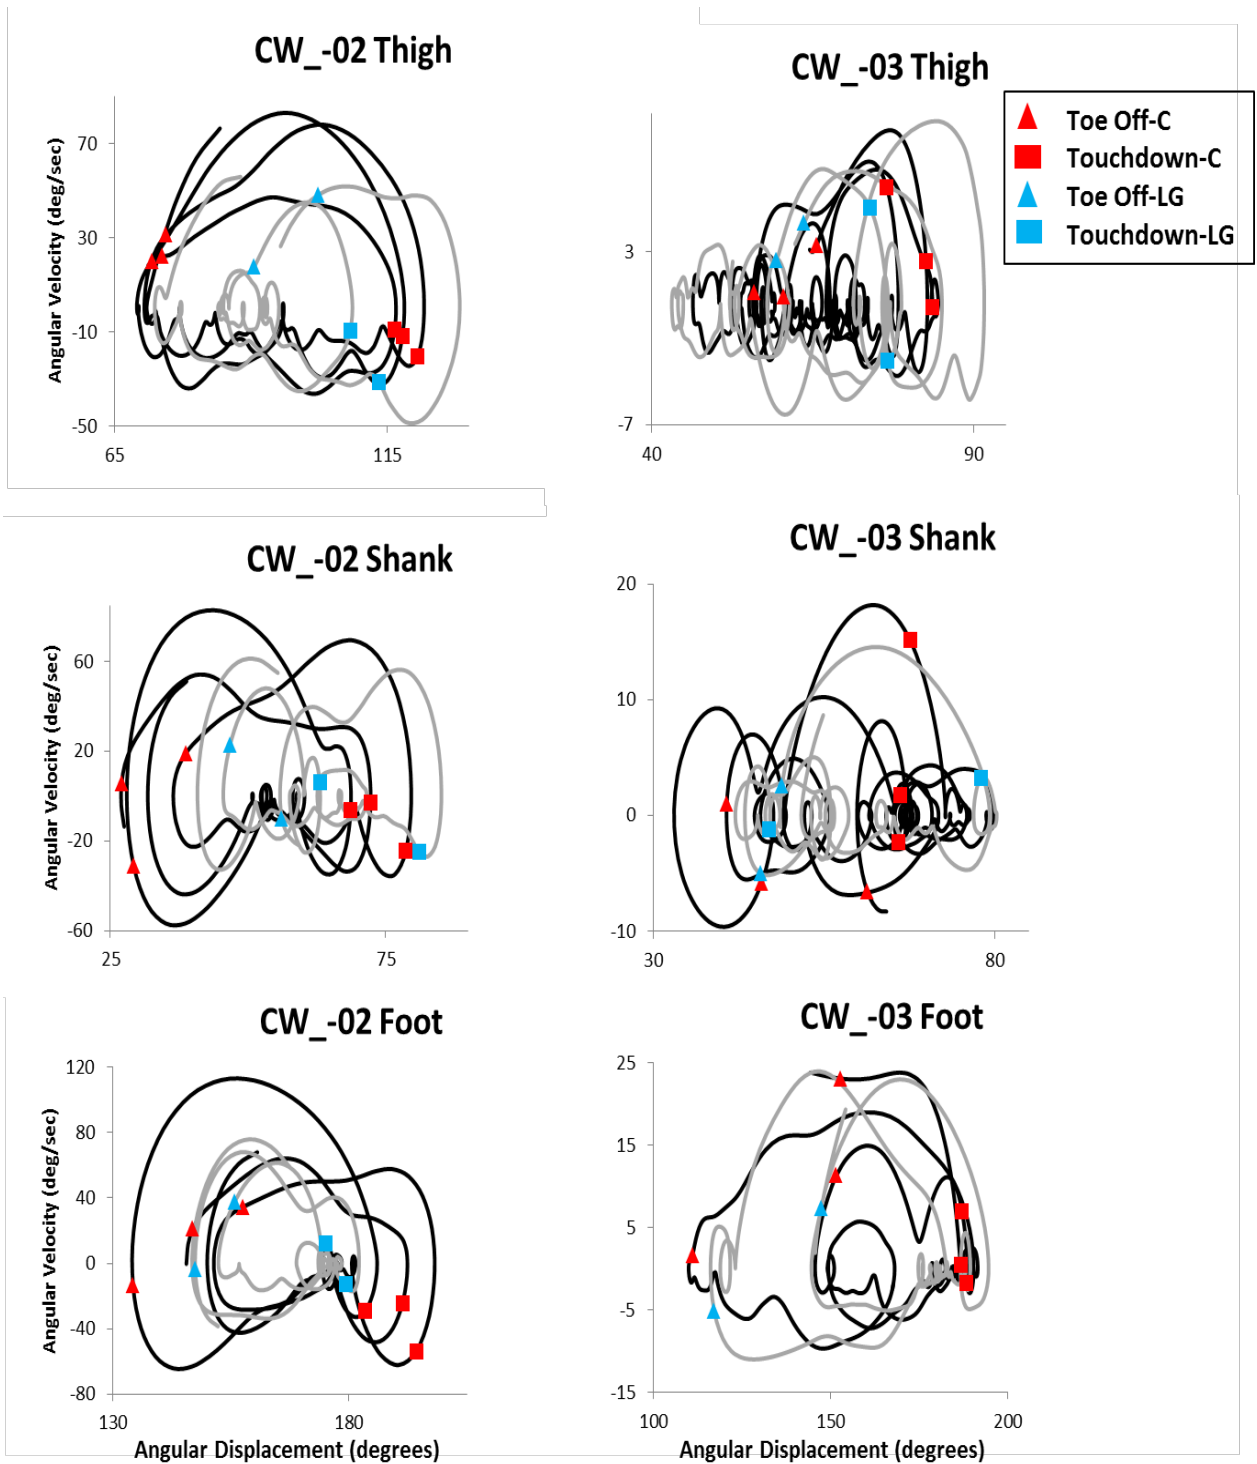 CW_-02 Thigh
Angular Velocity (deg/sec)
70
30
-10
-50
65
115
CW_-03 Thigh
3
-7
40
90
Toe Off-C
Touchdown-C
Toe Off-LG
Touchdown-LG
CW_-02 Shank
Angular Velocity (deg/sec)
60
20
-20
-60
25
75
CW_-03 Shank
20
10
0
-10
30
80
CW_-02 Foot
Angular Velocity (deg/sec)
120
80
40
0
-40
-80
130
180
Angular Displacement (degrees)
CW_-03 Foot
25
15
5
-5
-15
100
150
200
Angular Displacement (degrees)